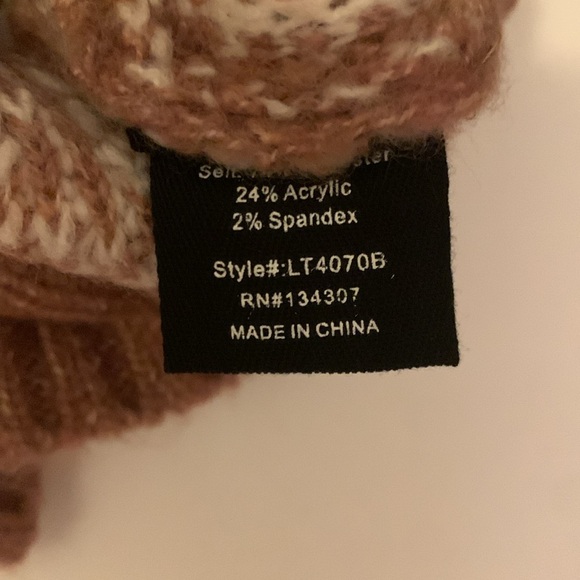 24% Acrylic
2% Spandex
Style#:LT4070B
RN#134307
MADE IN CHINA